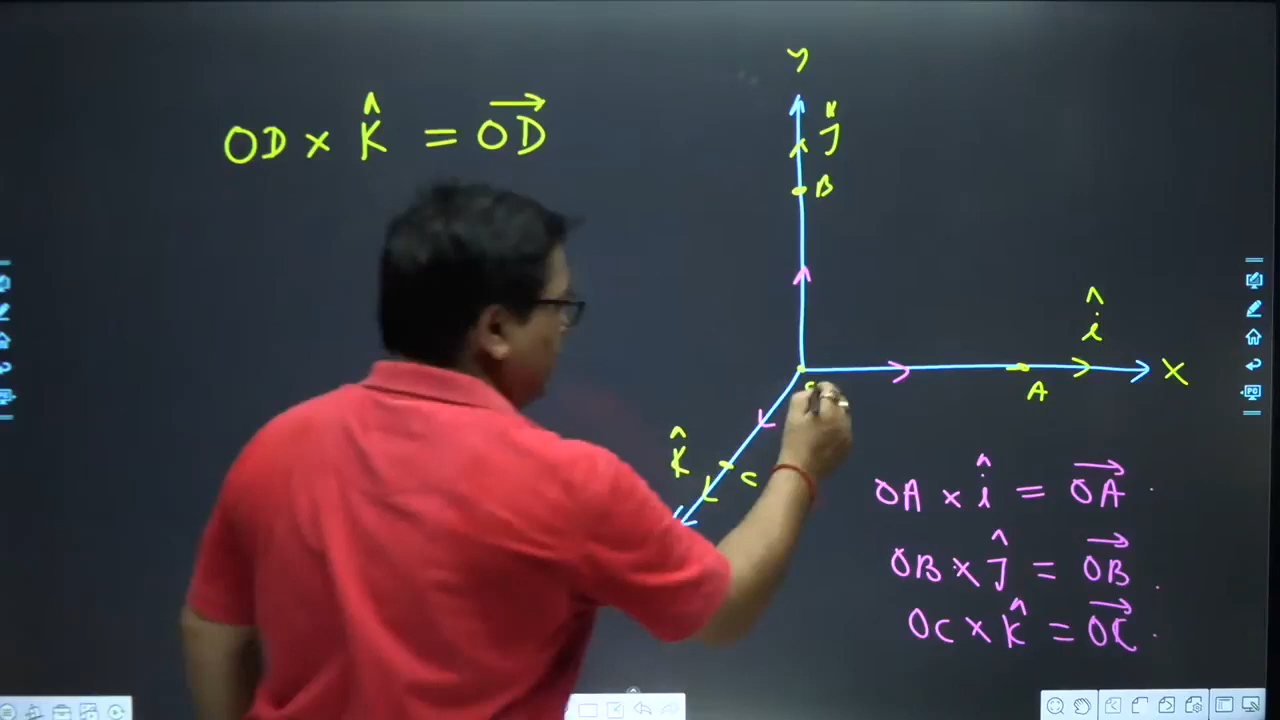 OD × K̂ = →OD
y
Ĵ
B
î
X
A
K̂
C
OA × î = →OA
OB × Ĵ = →OB
OC × K̂ = →OC